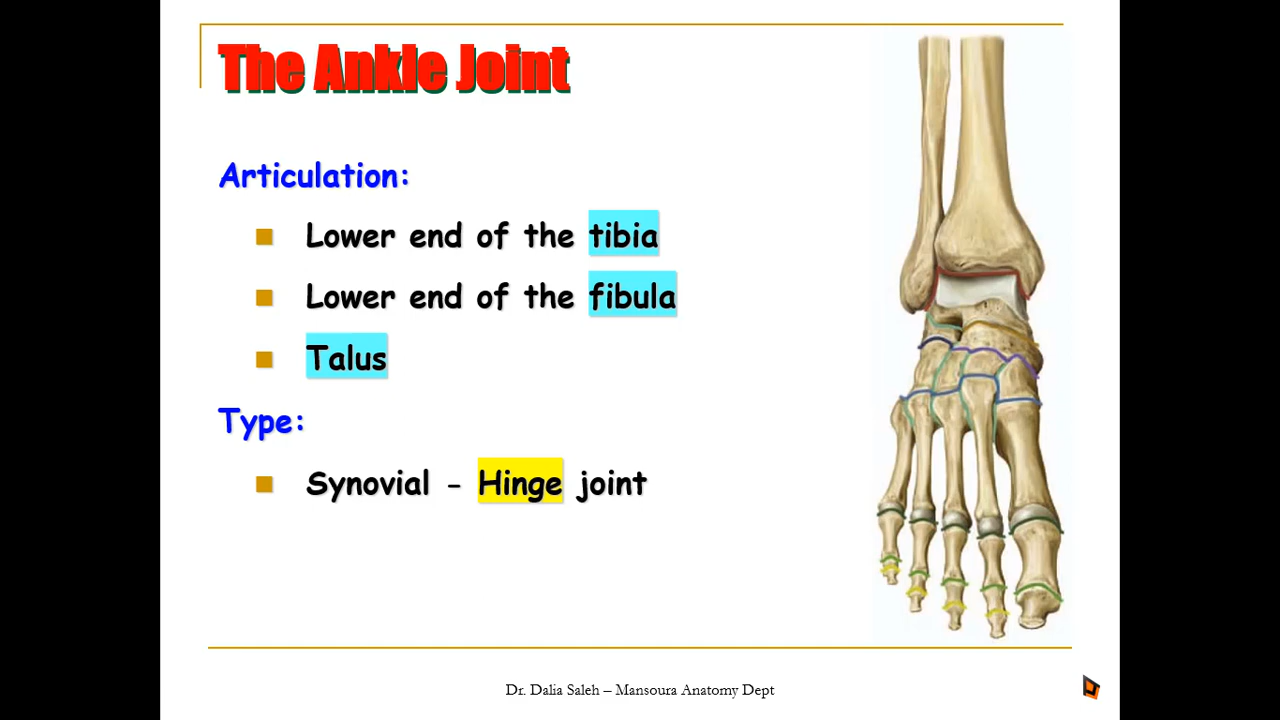 The Ankle Joint
Articulation:
Lower end of the tibia
Lower end of the fibula
Talus
Type:
Synovial - Hinge joint
Dr. Dalia Saleh – Mansoura Anatomy Dept